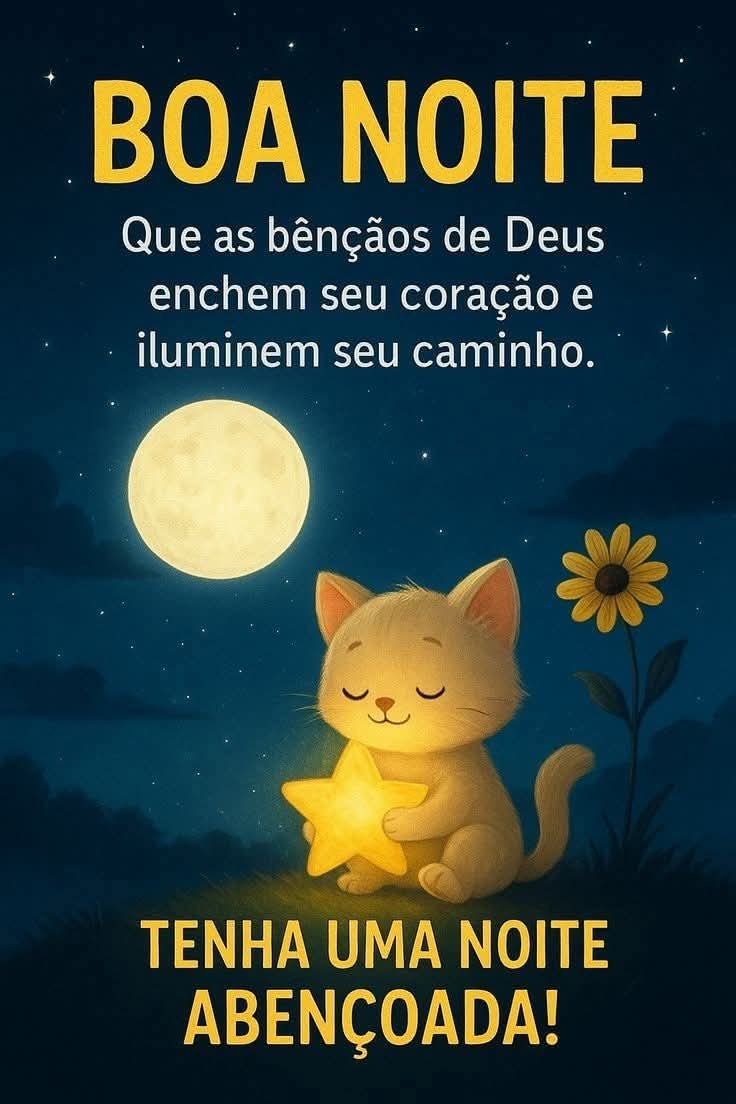 BOA NOITE
Que as bênçãos de Deus
enchem seu coração e
iluminem seu caminho.
TENHA UMA NOITE
ABENÇOADA!